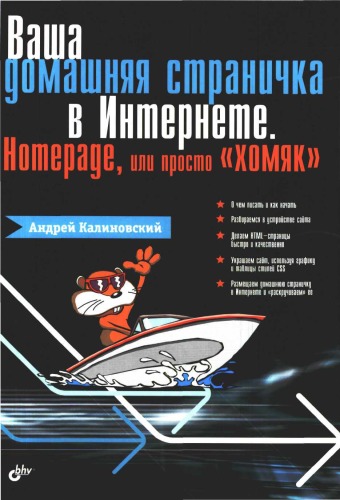 Ваша
домашняя страничка
в Интернете.
Homepage, или просто «ХОМЯК»
Андрей Калиновский
О чем писать и как начать
Разбираемся в устройстве сайта
Делаем HTML-страницы
быстро и качественно
Украшаем сайт, используя графику
и таблицы стилей CSS
Размещаем домашнюю страничку
в Интернете и «раскручиваем» ее
bhv